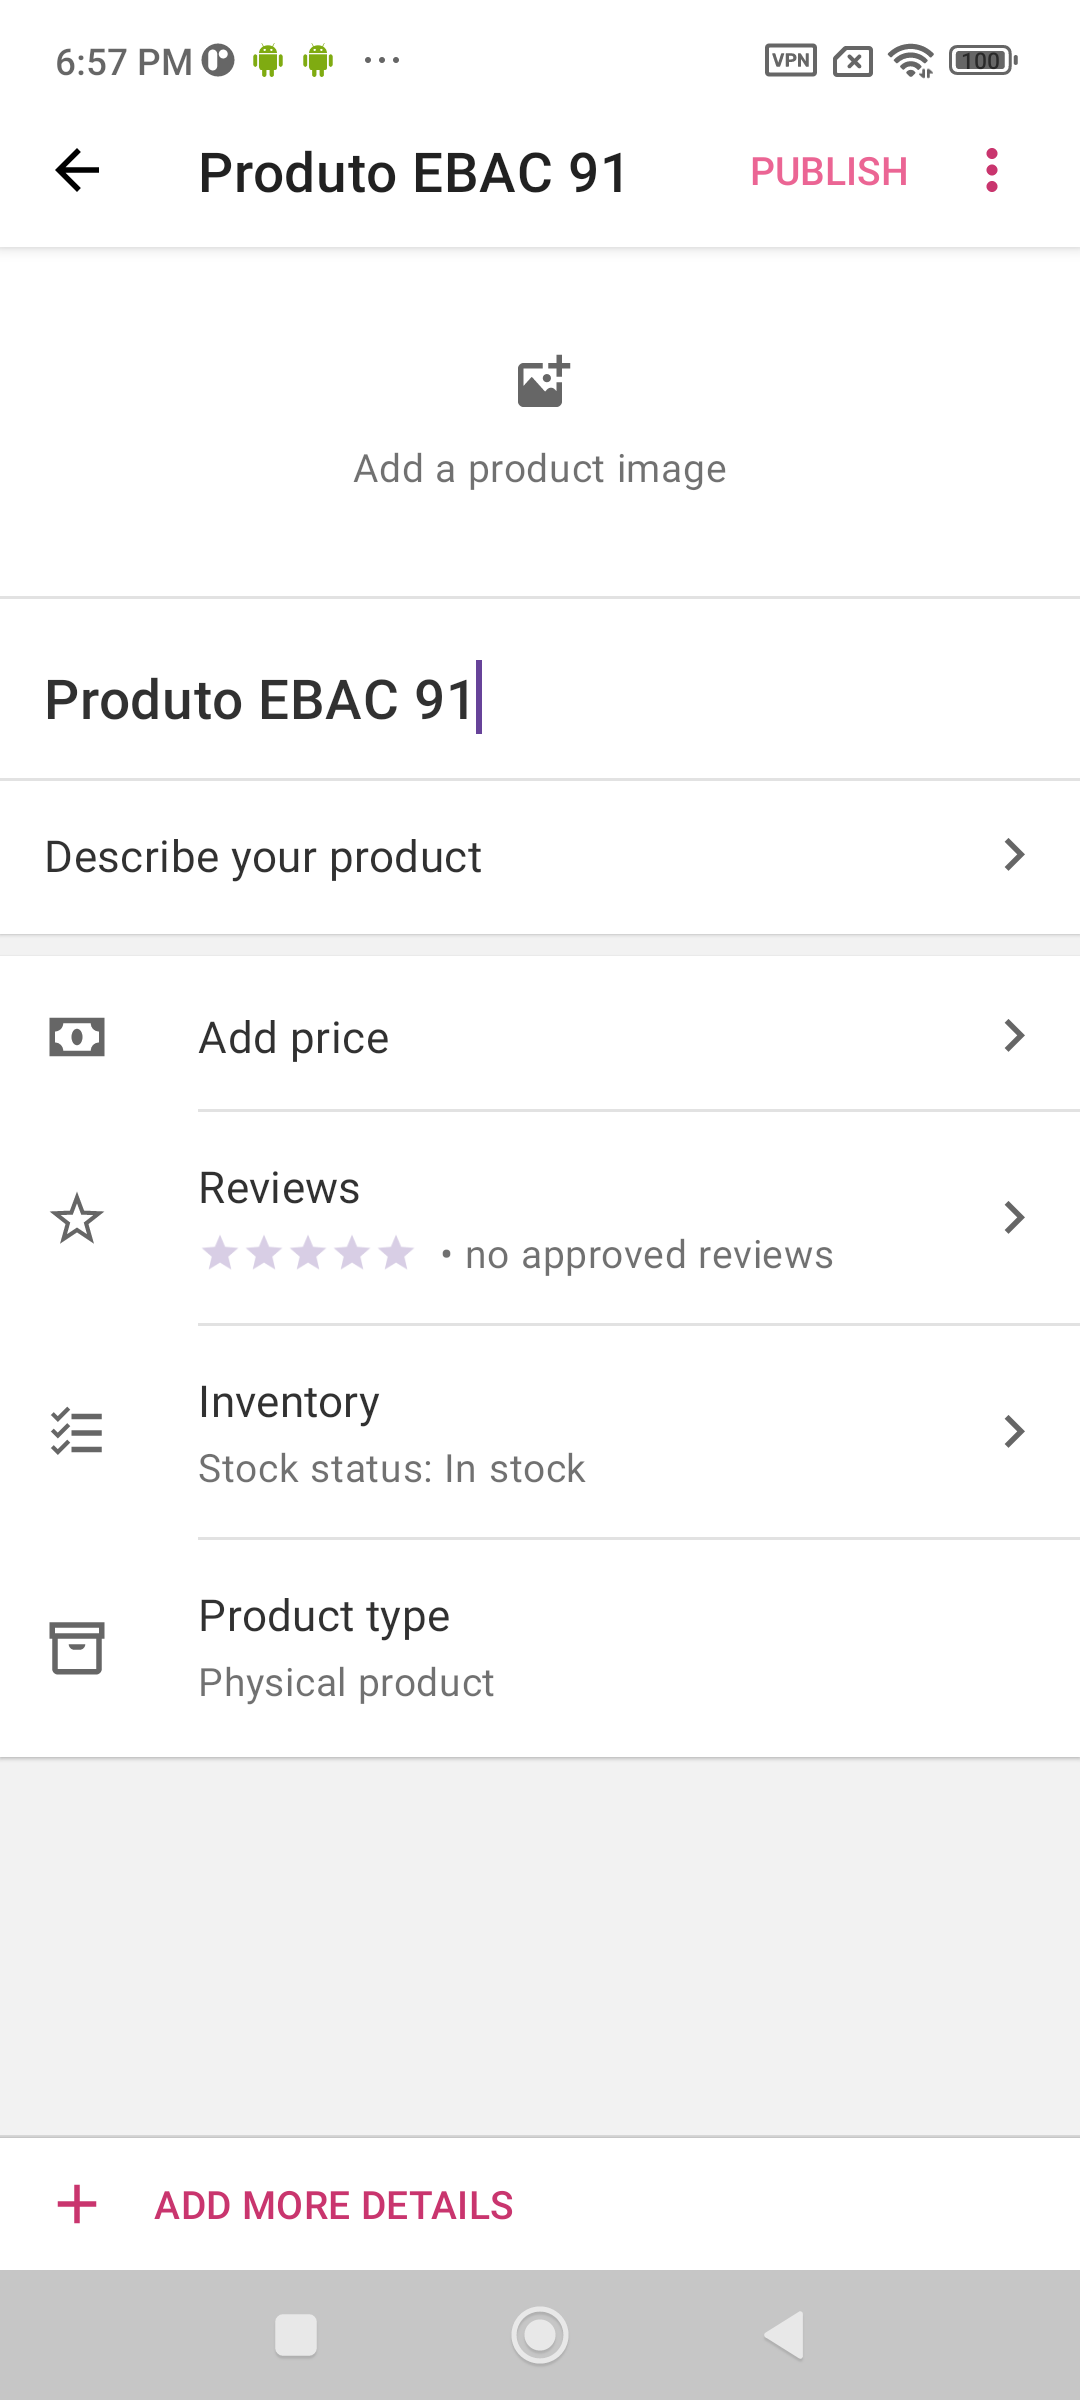 6:57 PM
VPN
100
Produto EBAC 91
PUBLISH
Add a product image
Produto EBAC 91
Describe your product
Add price
Reviews
• no approved reviews
Inventory
Stock status: In stock
Product type
Physical product
ADD MORE DETAILS